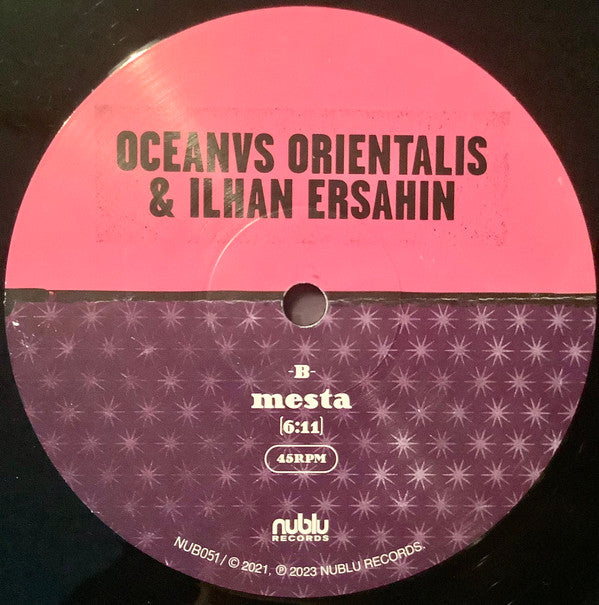 OCEANVS ORIENTALIS
& ILHAN ERSAHIN
-B-
mesta
[6:11]
45RPM
nublu
RECORDS
NUB051/ © 2021, ℗ 2023 NUBLU RECORDS.